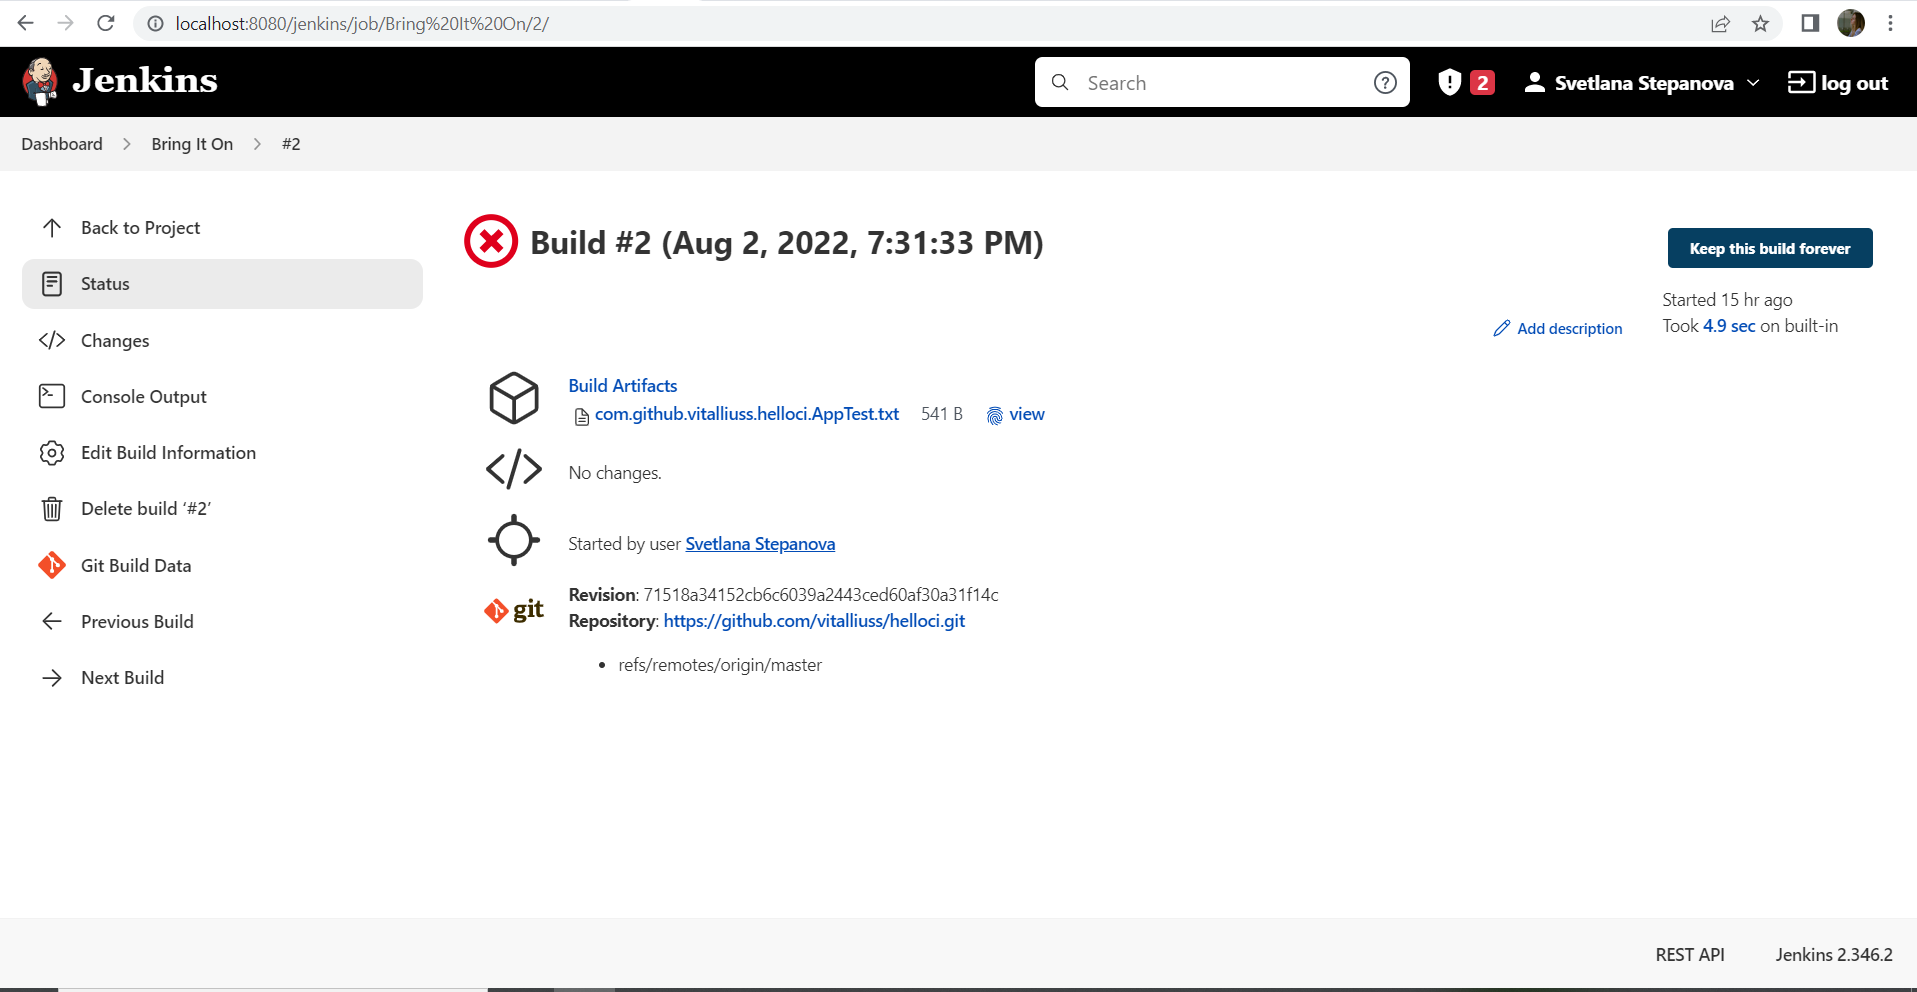 localhost:8080/jenkins/job/Bring%20It%20On/2/
Jenkins
Search
2
Svetlana Stepanova
log out
Dashboard
Bring It On
#2
Back to Project
Status
Changes
Console Output
Edit Build Information
Delete build ‘#2’
Git Build Data
Previous Build
Next Build
Build #2 (Aug 2, 2022, 7:31:33 PM)
Keep this build forever
Started 15 hr ago
Took 4.9 sec on built-in
Add description
Build Artifacts
com.github.vitalliuss.helloci.AppTest.txt 541 B view
No changes.
Started by user Svetlana Stepanova
git
Revision: 71518a34152cb6c6039a2443ced60af30a31f14c
Repository: https://github.com/vitalliuss/helloci.git
• refs/remotes/origin/master
REST API
Jenkins 2.346.2